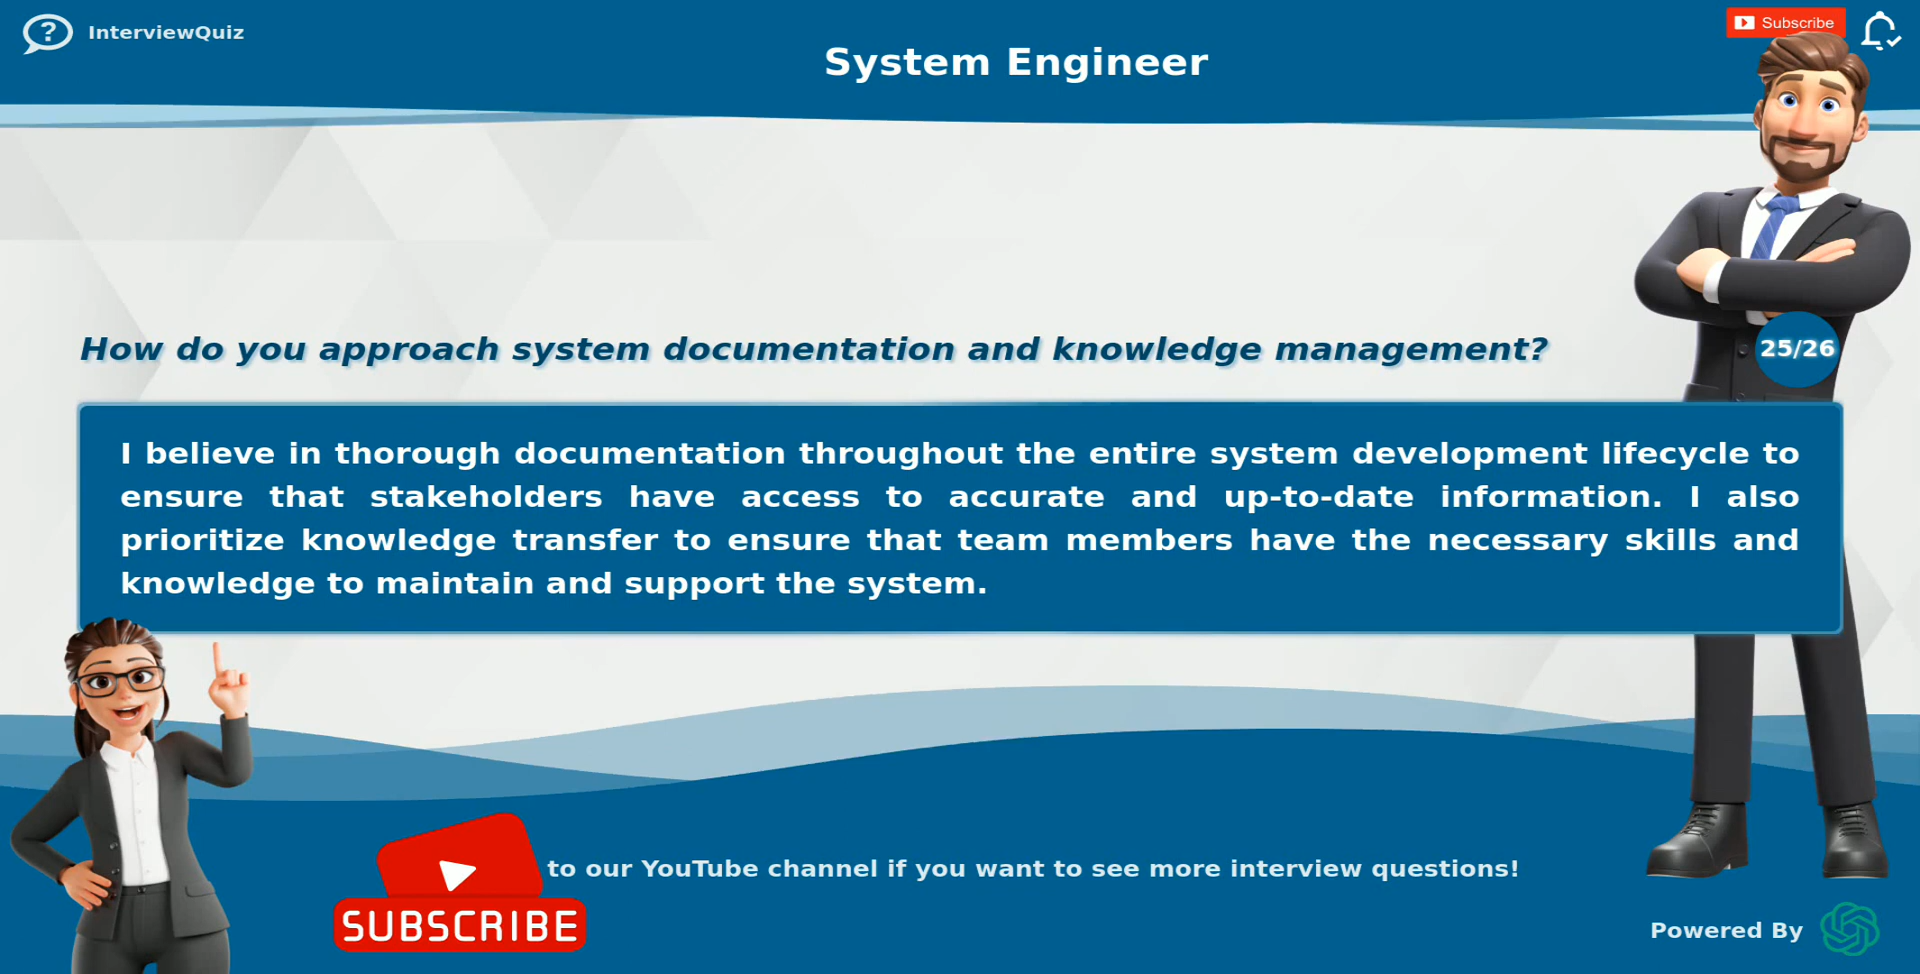 InterviewQuiz
Subscribe
System Engineer
How do you approach system documentation and knowledge management?
25/26
I believe in thorough documentation throughout the entire system development lifecycle to
ensure that stakeholders have access to accurate and up-to-date information. I also
prioritize knowledge transfer to ensure that team members have the necessary skills and
knowledge to maintain and support the system.
to our YouTube channel if you want to see more interview questions!
SUBSCRIBE
Powered By